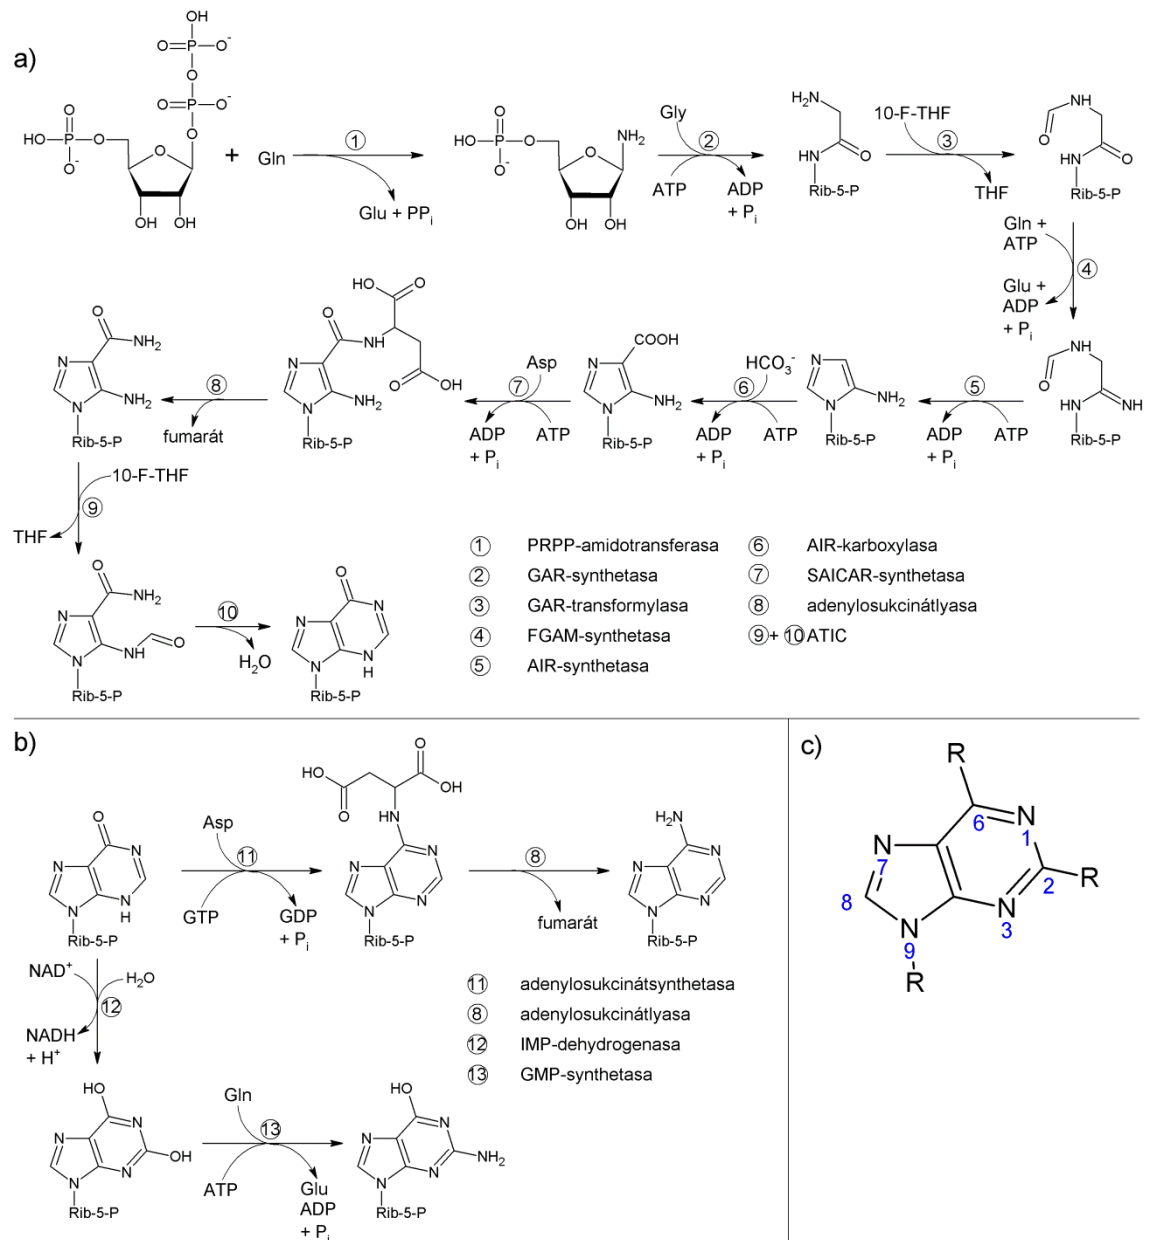 a)
OH
O=P–O⁻
O
O=P–O⁻
O
HO–P–O
O
O⁻
O
OH OH
+
Gln
①
Glu + PPᵢ
O
HO–P–O
O⁻
O
NH₂
OH OH
Gly
②
ATP
ADP
+ Pᵢ
H₂N
HN
O
Rib-5-P
10-F-THF
③
THF
NH
O
HN
O
Rib-5-P
Gln +
ATP
④
Glu +
ADP
+ Pᵢ
NH
O
HN
NH
Rib-5-P
⑤
ADP
+ Pᵢ
ATP
N
N
NH₂
Rib-5-P
HCO₃⁻
⑥
ADP
+ Pᵢ
ATP
COOH
N
N
NH₂
Rib-5-P
Asp
⑦
ADP
+ Pᵢ
ATP
HO
O
O
NH
O
OH
N
N
NH₂
Rib-5-P
⑧
fumarát
O
NH₂
N
N
NH₂
Rib-5-P
10-F-THF
⑨
THF
O
NH₂
N
N
NH
O
Rib-5-P
⑩
H₂O
O
N
N
N
N
H
Rib-5-P
① PRPP-amidotransferasa
② GAR-synthetasa
③ GAR-transformylasa
④ FGAM-synthetasa
⑤ AIR-synthetasa
⑥ AIR-karboxylasa
⑦ SAICAR-synthetasa
⑧ adenylosukcinátlyasa
⑨+⑩ ATIC
b)
O
N
N
N
N
H
Rib-5-P
Asp
⑪
GTP
GDP
+ Pᵢ
HO
O
O
OH
HN
N
N
N
N
Rib-5-P
⑧
fumarát
H₂N
N
N
N
N
Rib-5-P
NAD⁺
H₂O
⑫
NADH
+ H⁺
HO
N
N
N
N
OH
Rib-5-P
Gln
⑬
ATP
Glu
ADP
+ Pᵢ
HO
N
N
N
N
NH₂
Rib-5-P
⑪ adenylosukcinátsynthetasa
⑧ adenylosukcinátlyasa
⑫ IMP-dehydrogenasa
⑬ GMP-synthetasa
c)
R
6
N
1
N
7
2
R
8
N
3
N
9
R